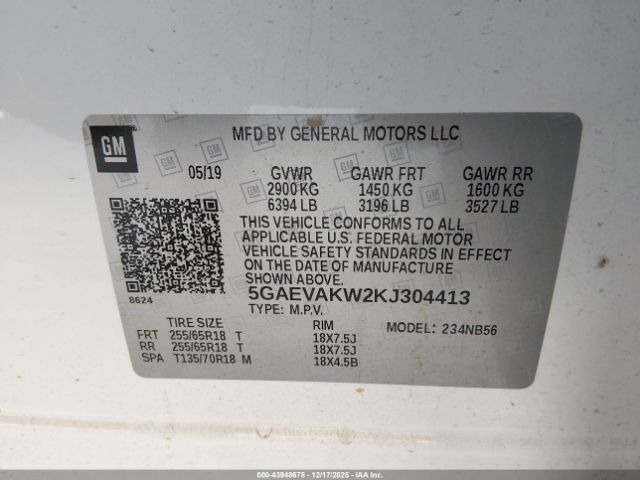 GM
MFD BY GENERAL MOTORS LLC
05/19 GVWR GAWR FRT GAWR RR
2900 KG 1450 KG 1600 KG
6394 LB 3196 LB 3527 LB
THIS VEHICLE CONFORMS TO ALL
APPLICABLE U.S. FEDERAL MOTOR
VEHICLE SAFETY STANDARDS IN EFFECT
ON THE DATE OF MANUFACTURE
SHOWN ABOVE.
8624
5GAEVAKW2KJ304413
TYPE: M.P.V.
TIRE SIZE RIM MODEL: 234NB56
FRT 255/65R18 T 18X7.5J
RR 255/65R18 T 18X7.5J
SPA T135/70R18 M 18X4.5B
000-43948678 - 12/17/2025 - IAAI.COM